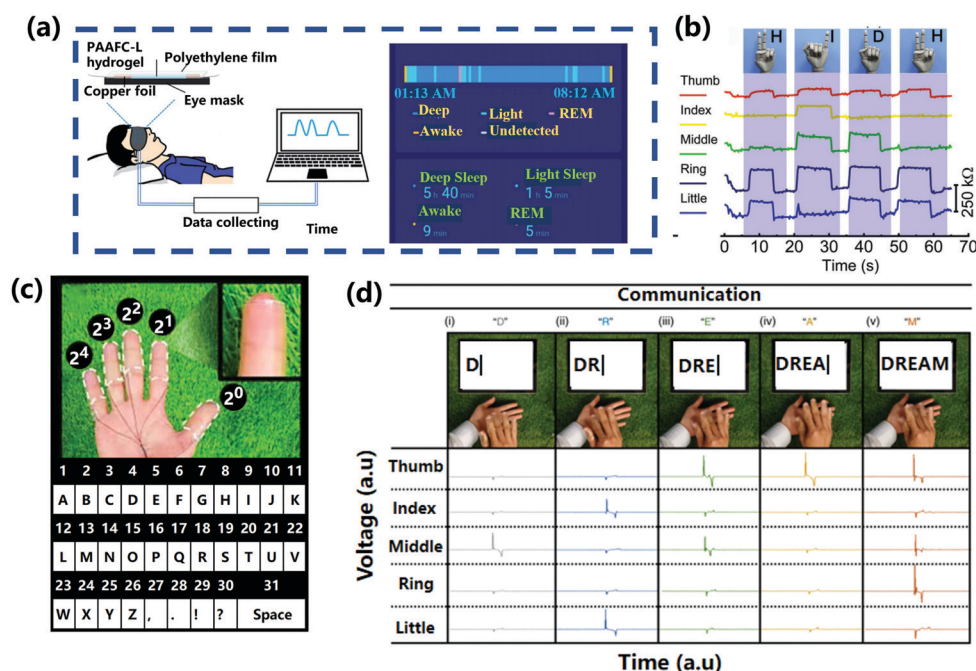 (a)
PAAFC-L
hydrogel
Polyethylene film
Copper foil
Eye mask
Data collecting
Time
01:13 AM 08:12 AM
Deep Light REM
Awake Undetected
Deep Sleep Light Sleep
5 h 40 min 1 h 5 min
Awake REM
9 min 5 min
(b)
H I D H
Thumb
Index
Middle
Ring
Little
250 kΩ
0 10 20 30 40 50 60 70
Time (s)
(c)
2⁴ 2³ 2² 2¹ 2⁰
1 2 3 4 5 6 7 8 9 10 11
A B C D E F G H I J K
12 13 14 15 16 17 18 19 20 21 22
L M N O P Q R S T U V
23 24 25 26 27 28 29 30 31
W X Y Z , . ! ? Space
(d)
Communication
(i) "D" (ii) "R" (iii) "E" (iv) "A" (v) "M"
D| DR| DRE| DREA| DREAM
Voltage (a.u)
Thumb
Index
Middle
Ring
Little
Time (a.u)